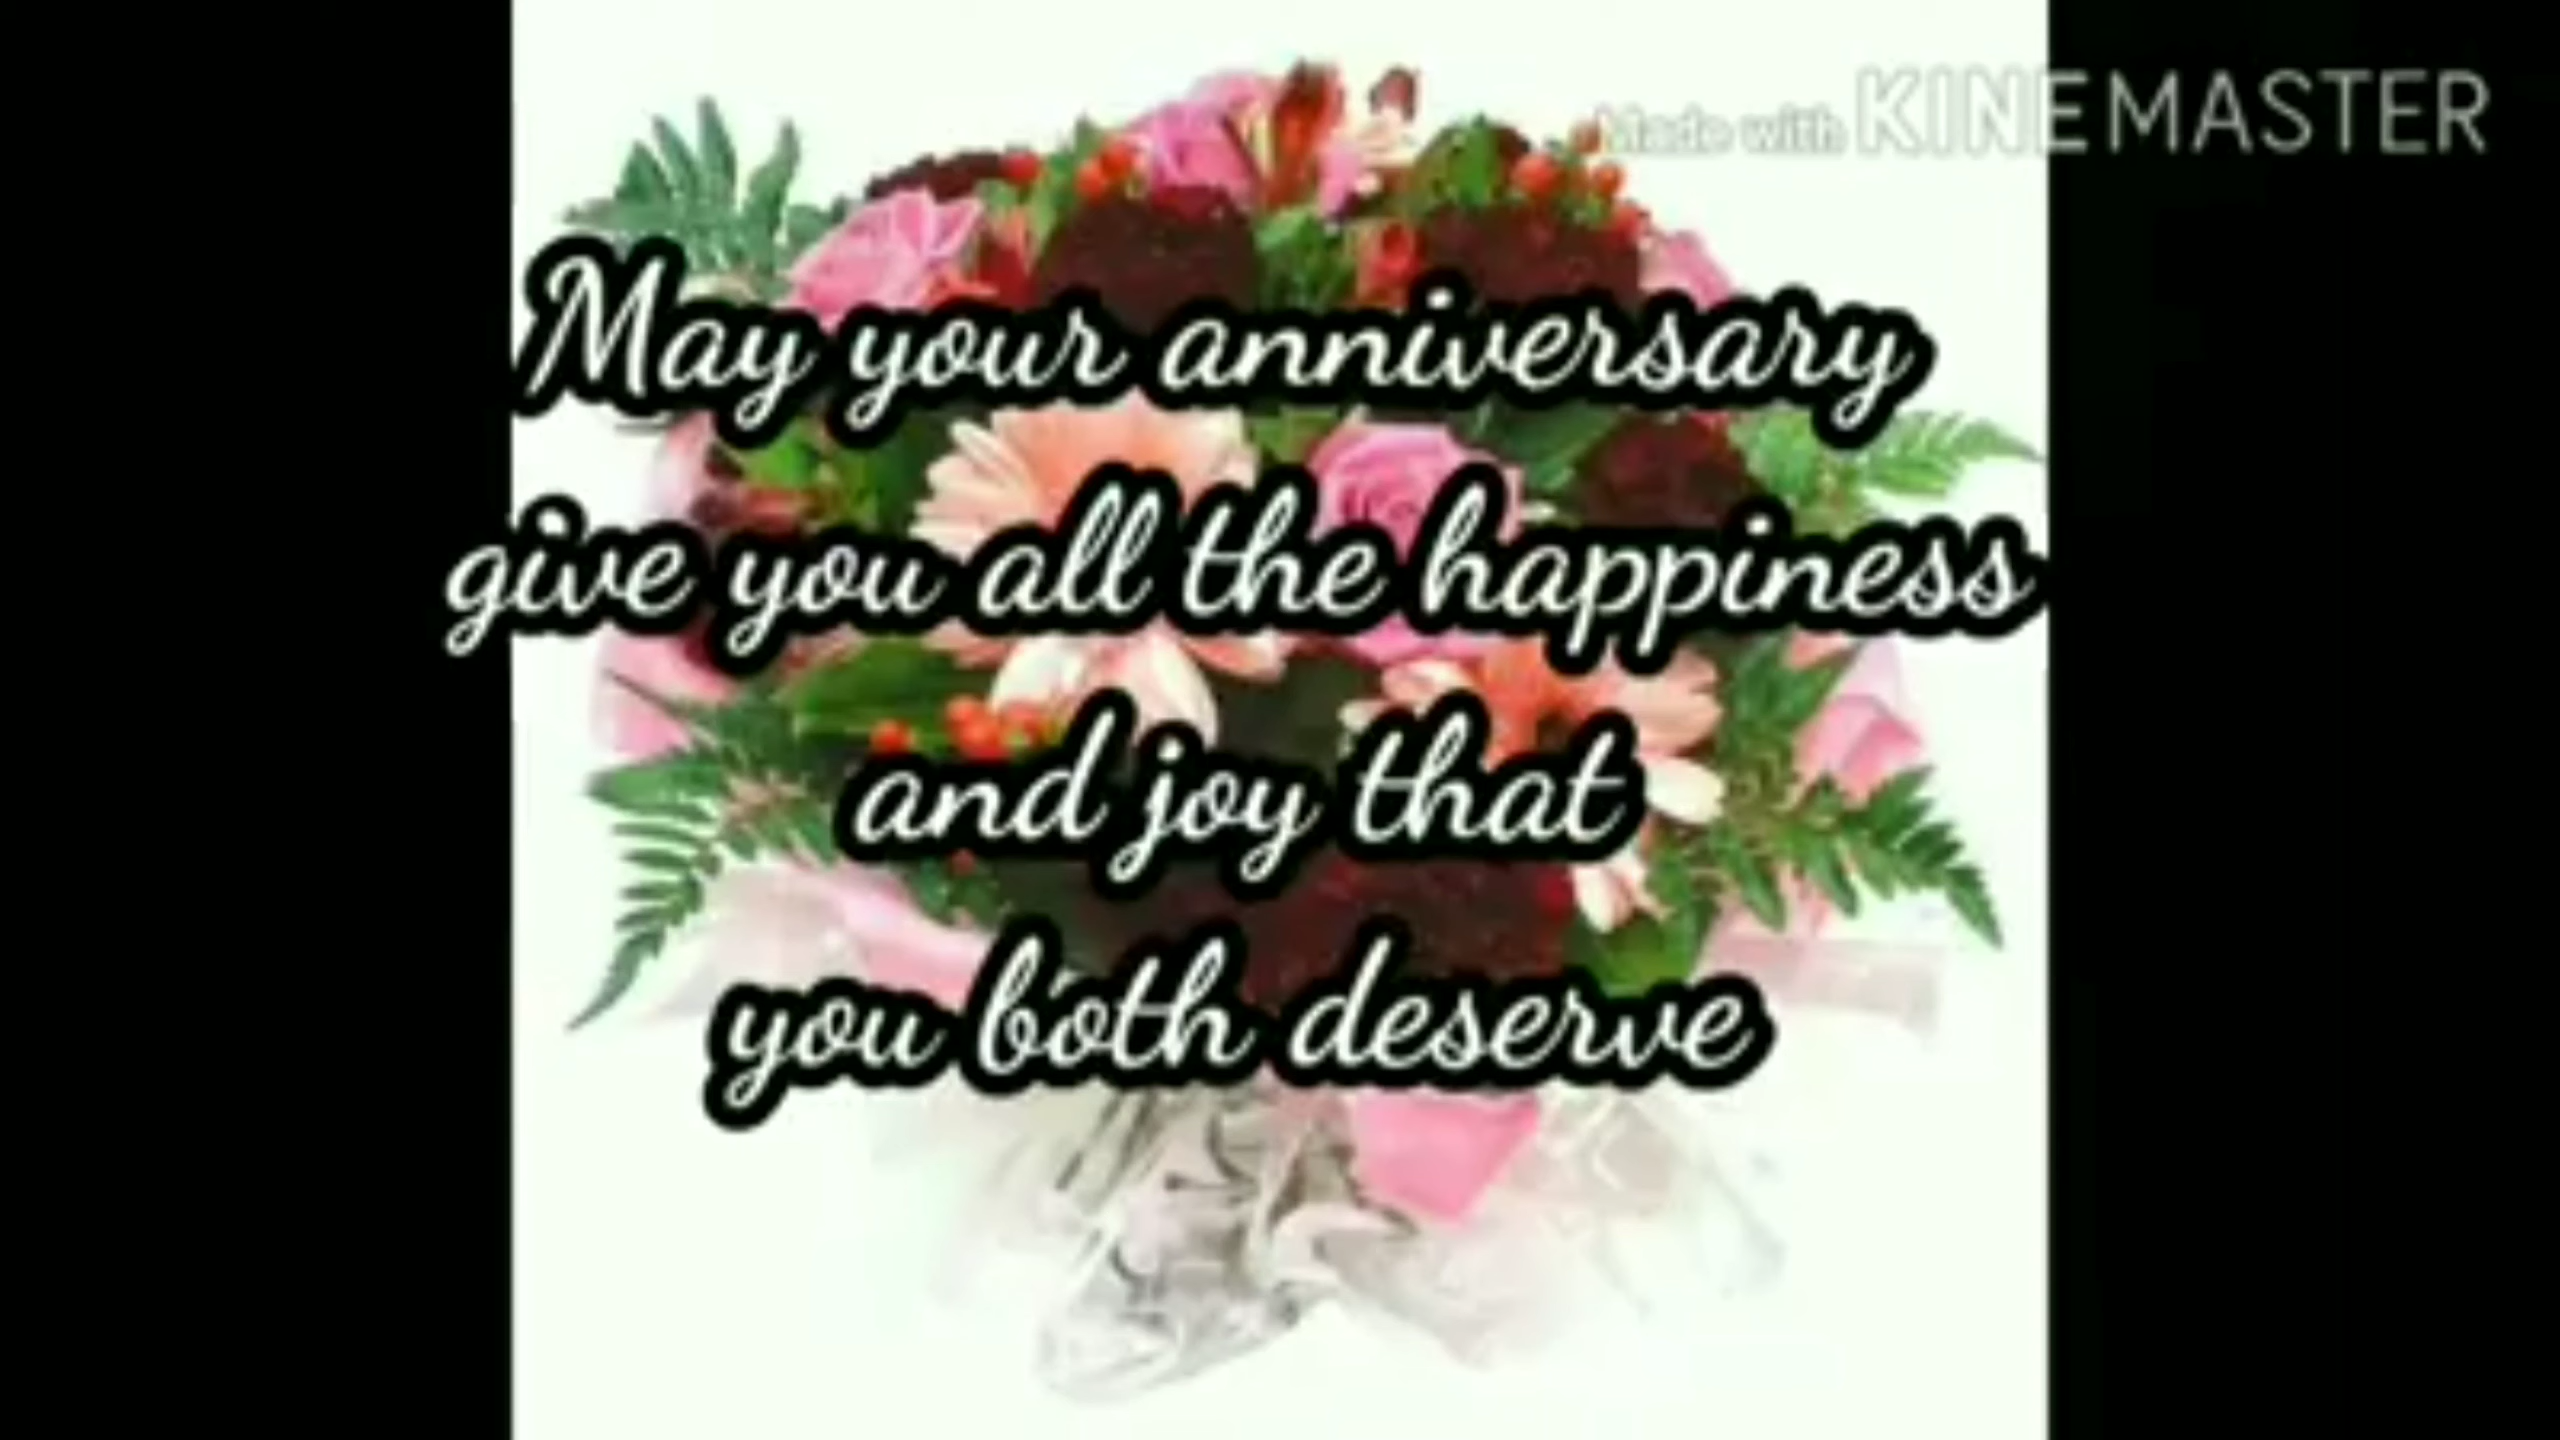 Made with KINEMASTER
May your anniversary
give you all the happiness
and joy that
you both deserve